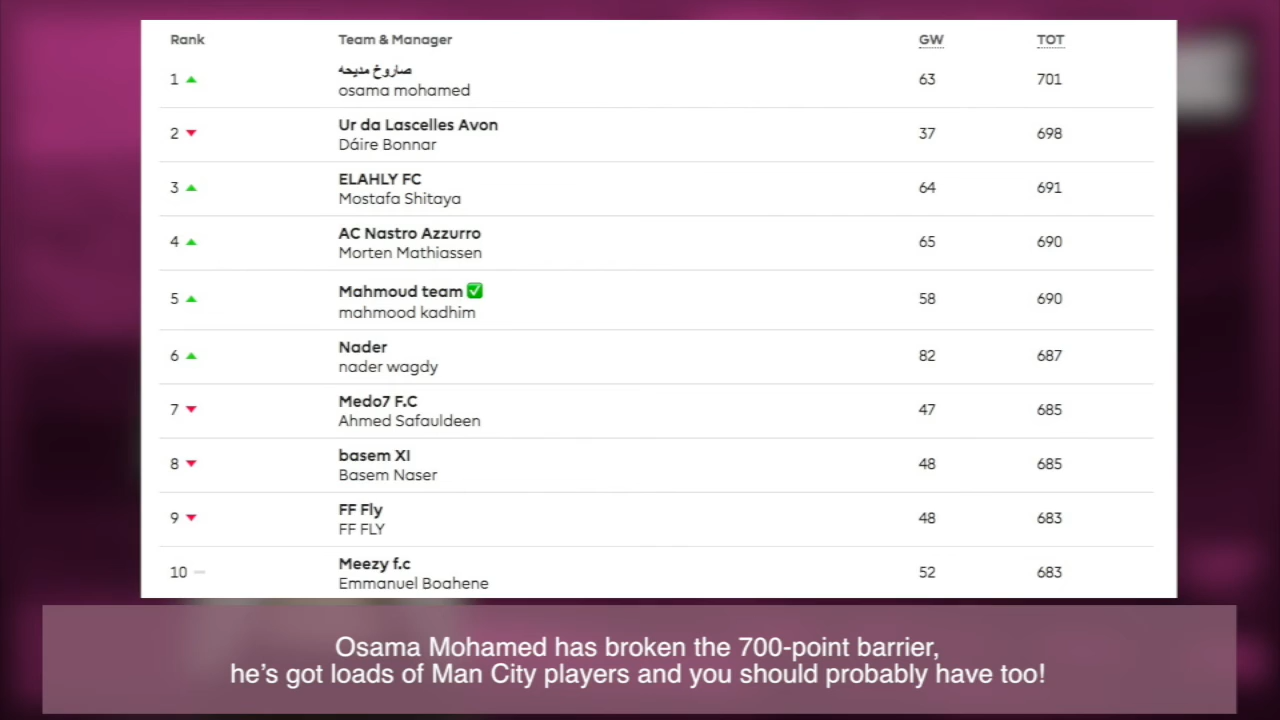 Rank Team & Manager GW TOT
1 صاروخ مديحه 63 701
osama mohamed
2 Ur da Lascelles Avon 37 698
Dáire Bonnar
3 ELAHLY FC 64 691
Mostafa Shitaya
4 AC Nastro Azzurro 65 690
Morten Mathiassen
5 Mahmoud team ✅ 58 690
mahmood kadhim
6 Nader 82 687
nader wagdy
7 Medo7 F.C 47 685
Ahmed Safauldeen
8 basem XI 48 685
Basem Naser
9 FF Fly 48 683
FF FLY
10 Meezy f.c 52 683
Emmanuel Boahene
Osama Mohamed has broken the 700-point barrier,
he's got loads of Man City players and you should probably have too!